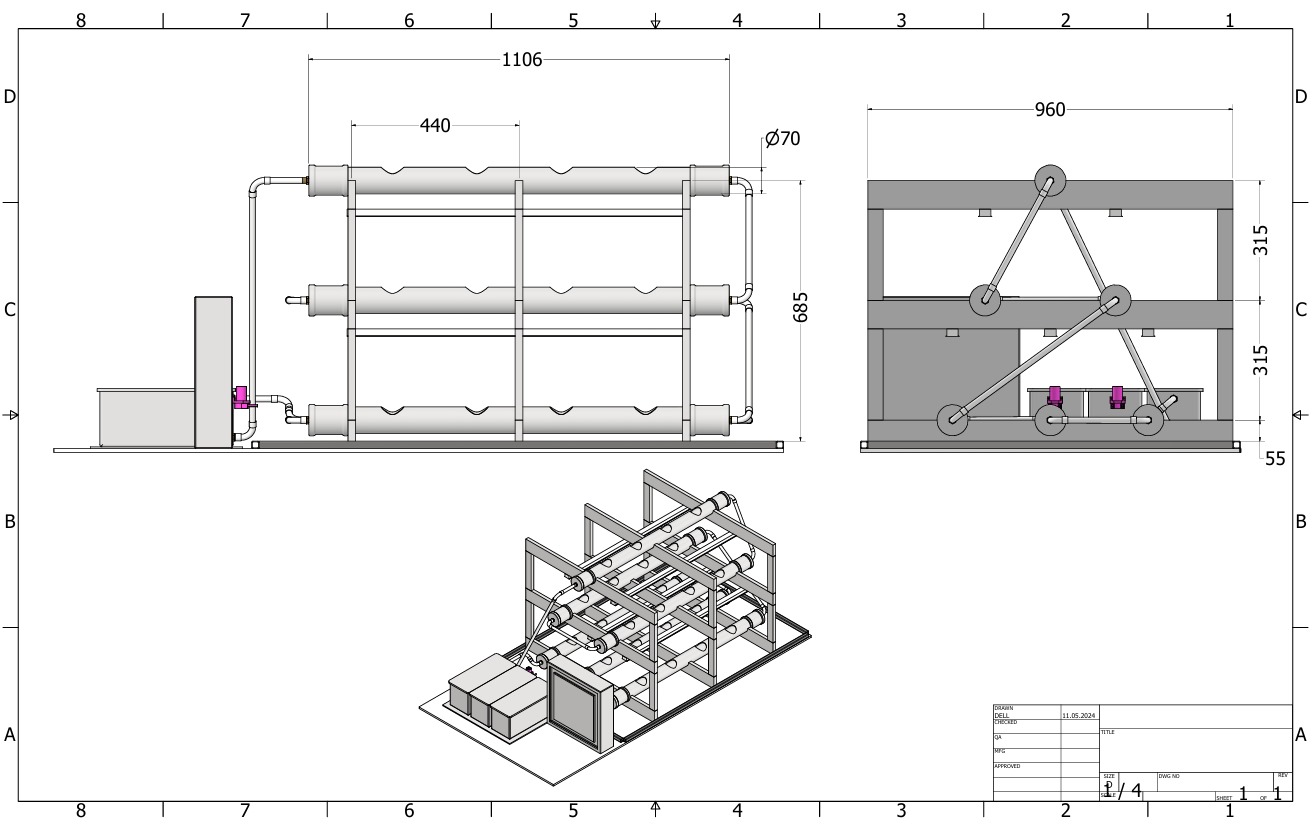 8 7 6 5 4 3 2 1
D D
1106
960
440
Ø70
315
C C
685
315
55
B B
A A
DRAWN
DELL 11.05.2024
CHECKED
TITLE
QA
MFG
APPROVED
SIZE DWG NO REV
D
SCALE
1 / 4
SHEET 1 OF 1
8 7 6 5 4 3 2 1